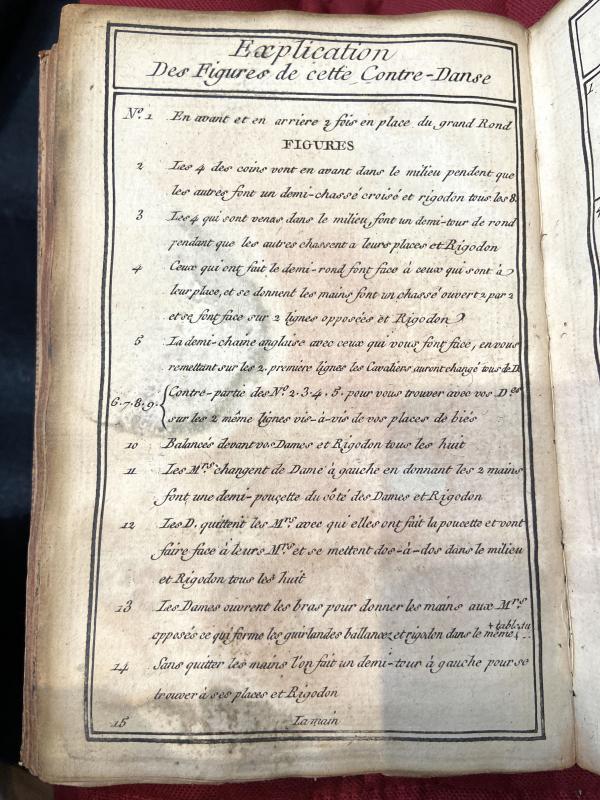 Explication
Des Figures de cette Contre-Danse
No. 1 En avant et en arriere 2 fois en place du grand Rond
FIGURES
2 Les 4 des coins vont en avant dans le milieu pendent que
les autres font un demi-chassé croisé et rigodon tous les 8.
3 Les 4 qui sont venus dans le milieu, font un demi-tour de rond
pendant que les autres chassent a leurs places et Rigodon
4 Ceux qui ont fait le demi-rond font face à ceux qui sont à
leur place, et se donnent les mains font un chassé ouvert 2 par 2
et se font face sur 2 lignes opposées et Rigodon
5 La demi-chaine anglaise avec ceux qui vous font face, en vous
remettant sur les 2. premiere lignes les Cavaliers auront changé tous de D.
6.7.8.9. Contre-partie des No. 2.3.4.5. pour vous trouver avec vos D.es
sur les 2 même lignes vis-à-vis de vos places de biés
10 Balancés devant vos Dames et Rigodon tous les huit
11 Les M.rs changent de Dame à gauche en donnant les 2 mains
font une demi-pouçette du côté des Dames et Rigodon
12 Les D. quittent les M.rs avec qui elles ont fait la poucette et vont
faire face à leurs M.rs et se mettent dos-à-dos dans le milieu
et Rigodon tous les huit
13 Les Dames ouvrent les bras pour donner les mains aux M.rs
opposés ce qui forme les guirlandes ballancez et rigodon dans le même + tableau
14 Sans quitter les mains l'on fait un demi-tour à gauche pour se
trouver à ses places et Rigodon
15 La main